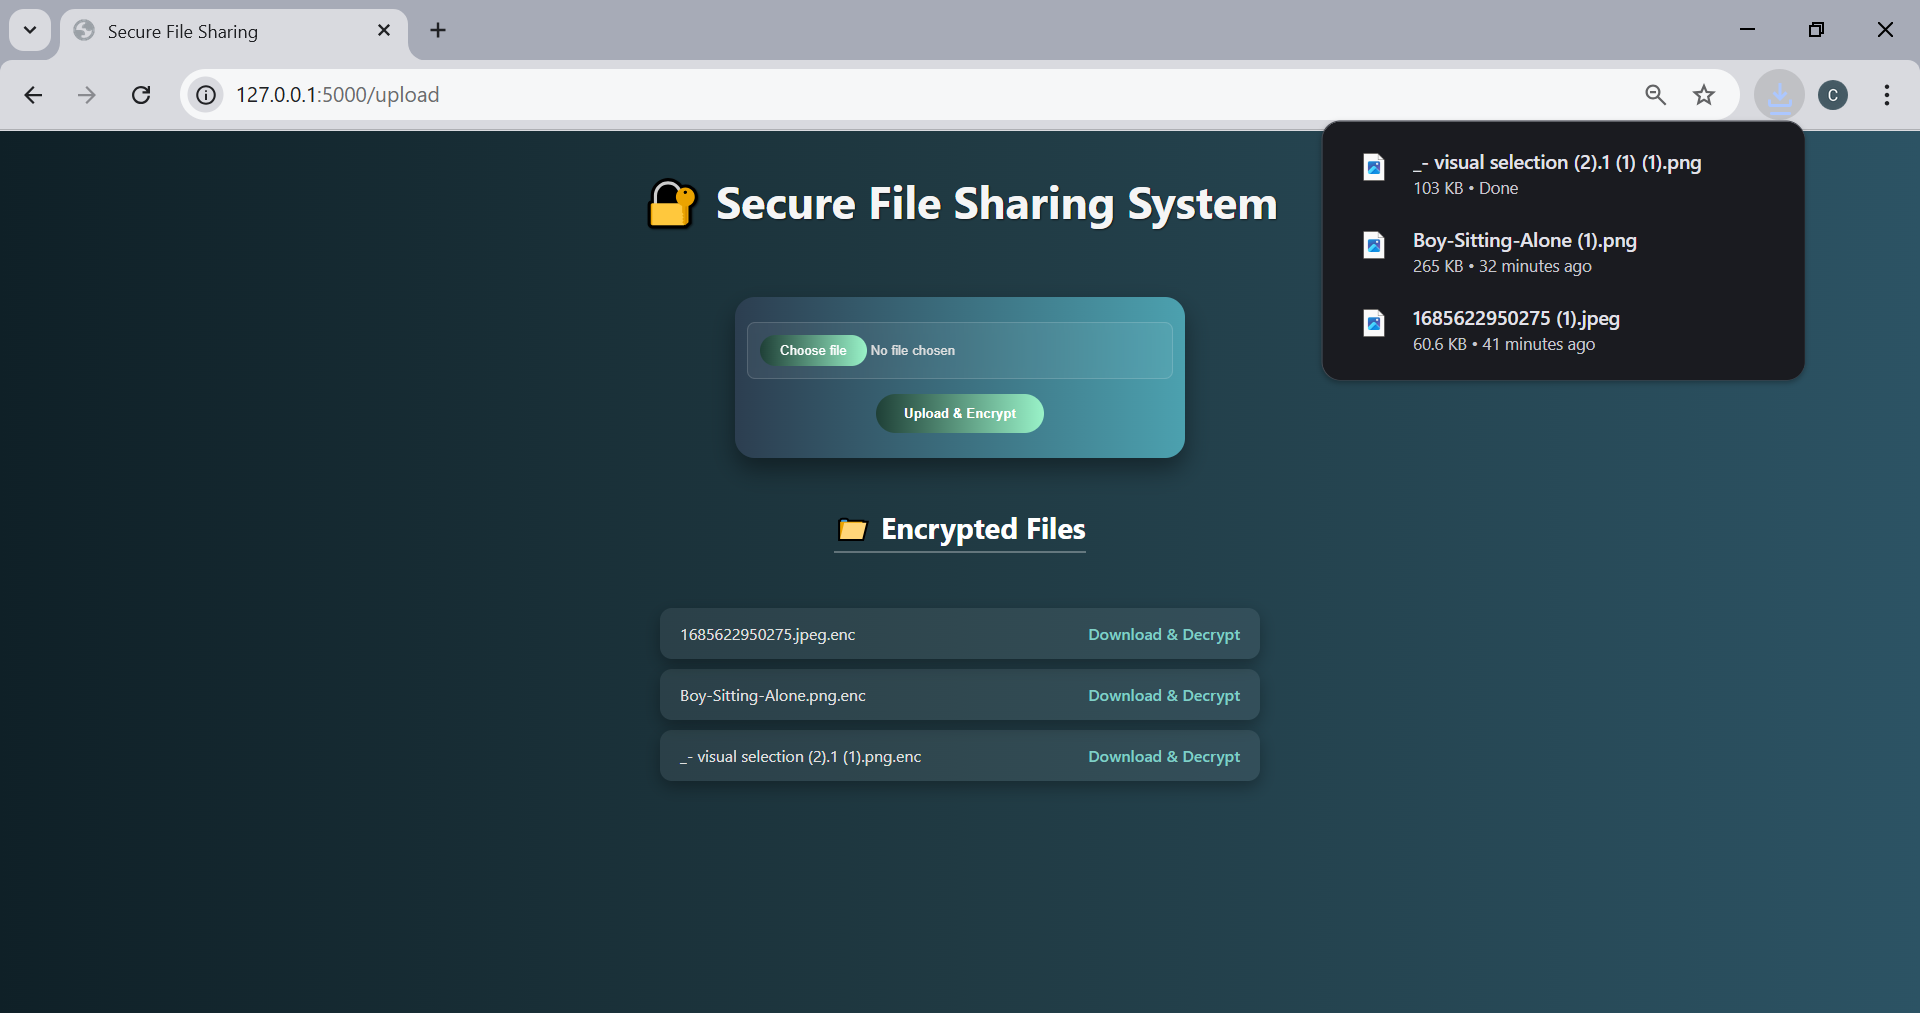 Secure File Sharing
127.0.0.1:5000/upload
C
_- visual selection (2).1 (1) (1).png
103 KB • Done
Boy-Sitting-Alone (1).png
265 KB • 32 minutes ago
1685622950275 (1).jpeg
60.6 KB • 41 minutes ago
Secure File Sharing System
Choose file No file chosen
Upload & Encrypt
Encrypted Files
1685622950275.jpeg.enc Download & Decrypt
Boy-Sitting-Alone.png.enc Download & Decrypt
_- visual selection (2).1 (1).png.enc Download & Decrypt